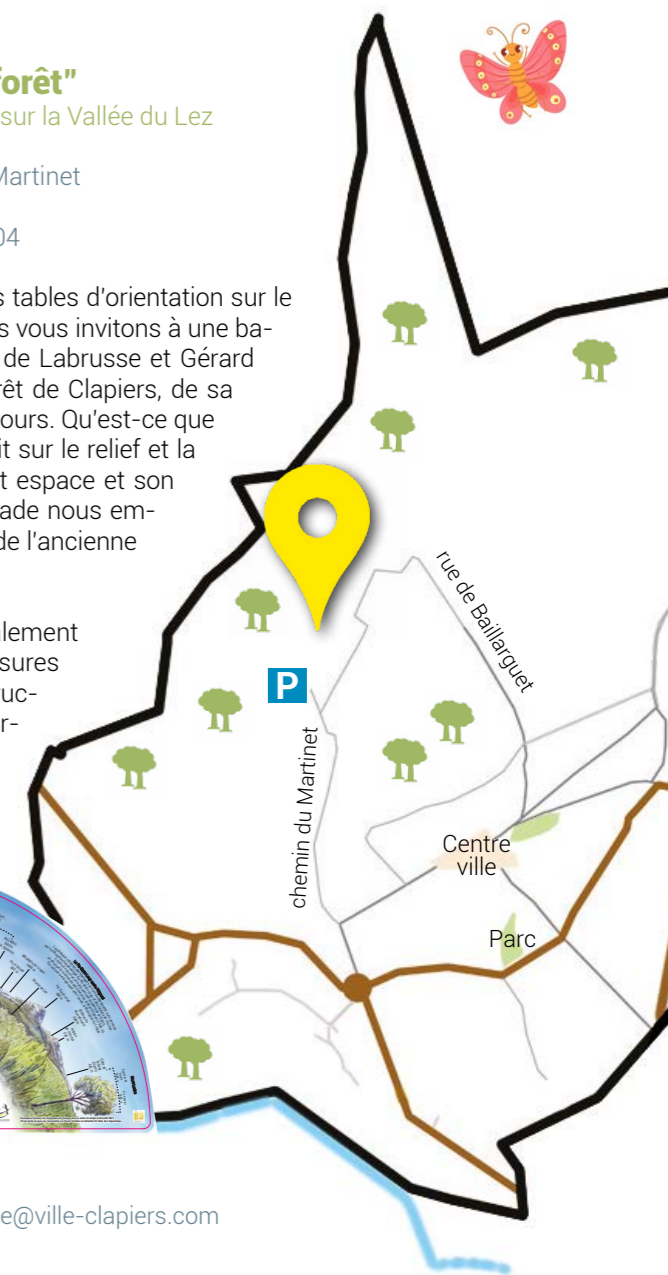 forêt"
sur la Vallée du Lez
Martinet
04
s tables d'orientation sur le
s vous invitons à une ba-
de Labrusse et Gérard
rêt de Clapiers, de sa
ours. Qu'est-ce que
it sur le relief et la
t espace et son
ade nous em-
de l'ancienne
alement
sures
ruc-
r-
e@ville-clapiers.com
rue de Baillarguet
P
chemin du Martinet
Centre
ville
Parc